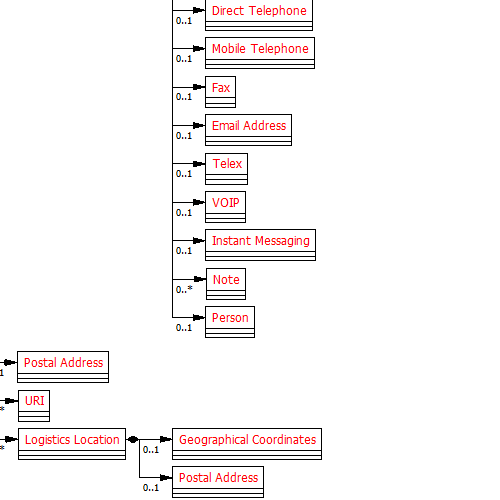 Direct Telephone
0..1
Mobile Telephone
0..1
Fax
0..1
Email Address
0..1
Telex
0..1
VOIP
0..1
Instant Messaging
0..1
Note
0..*
Person
0..1
Postal Address
1
URI
*
Logistics Location
*
Geographical Coordinates
0..1
Postal Address
0..1